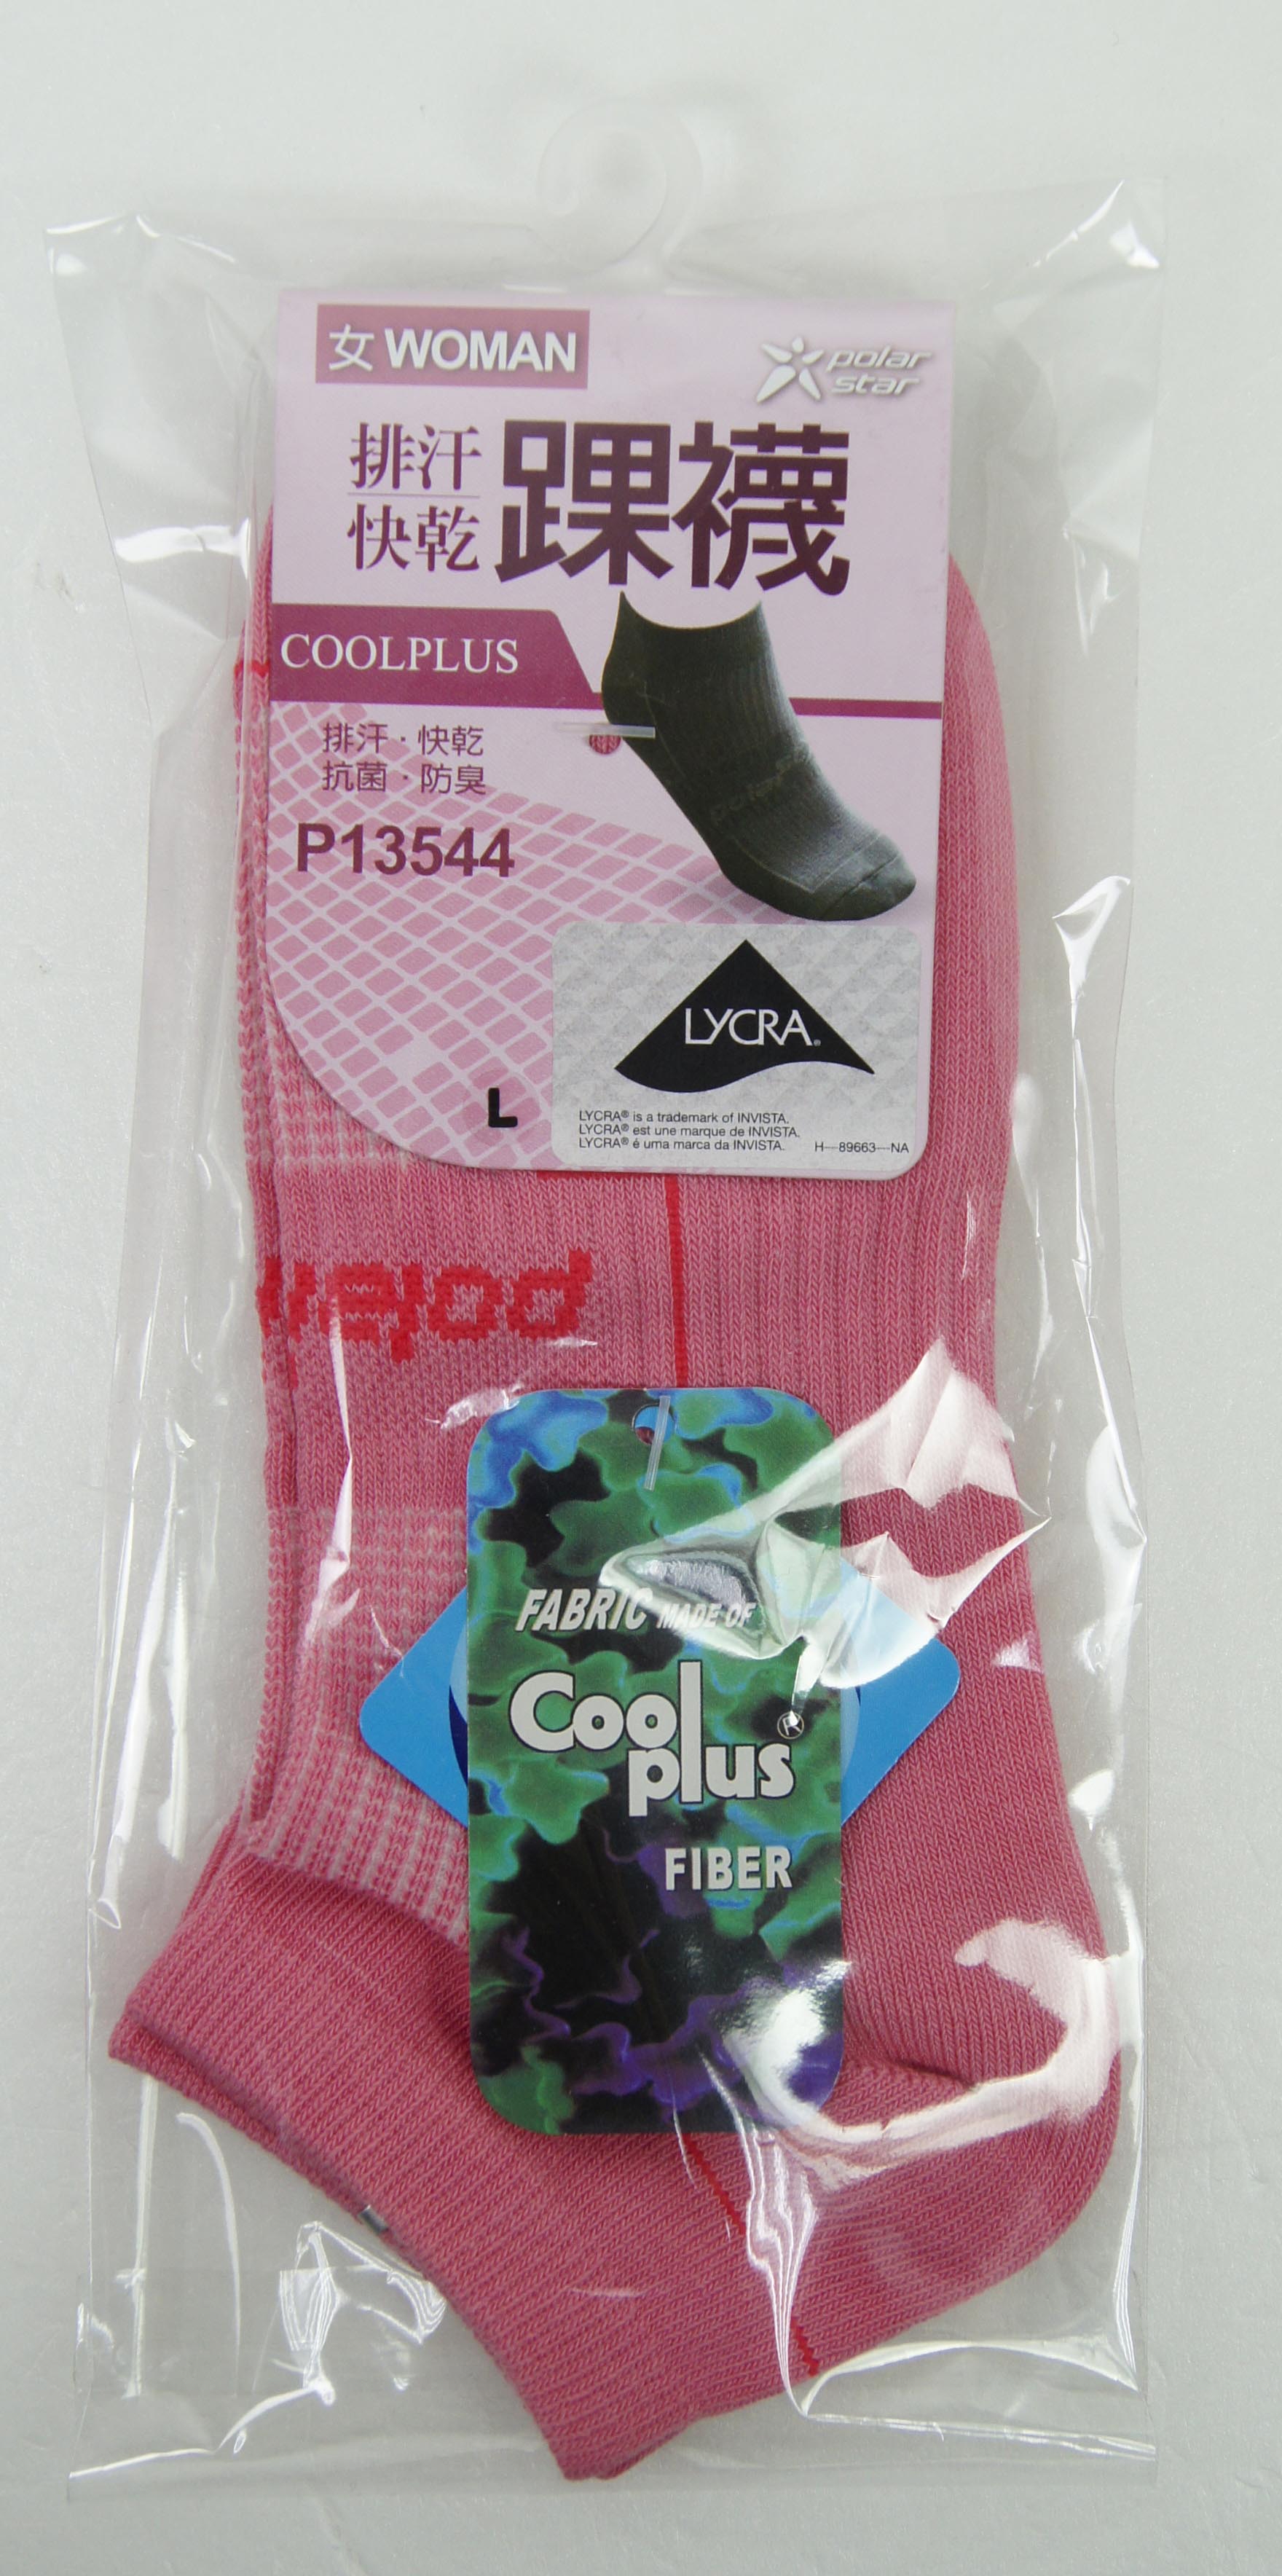 女 WOMAN
polar
star
排汗
快乾
踝襪
COOLPLUS
排汗·快乾
抗菌·防臭
P13544
LYCRA®
L
LYCRA® is a trademark of INVISTA.
LYCRA® est une marque de INVISTA.
LYCRA® é uma marca da INVISTA.
H---89663---NA
polar
FABRIC MADE OF
Cool
plus®
FIBER